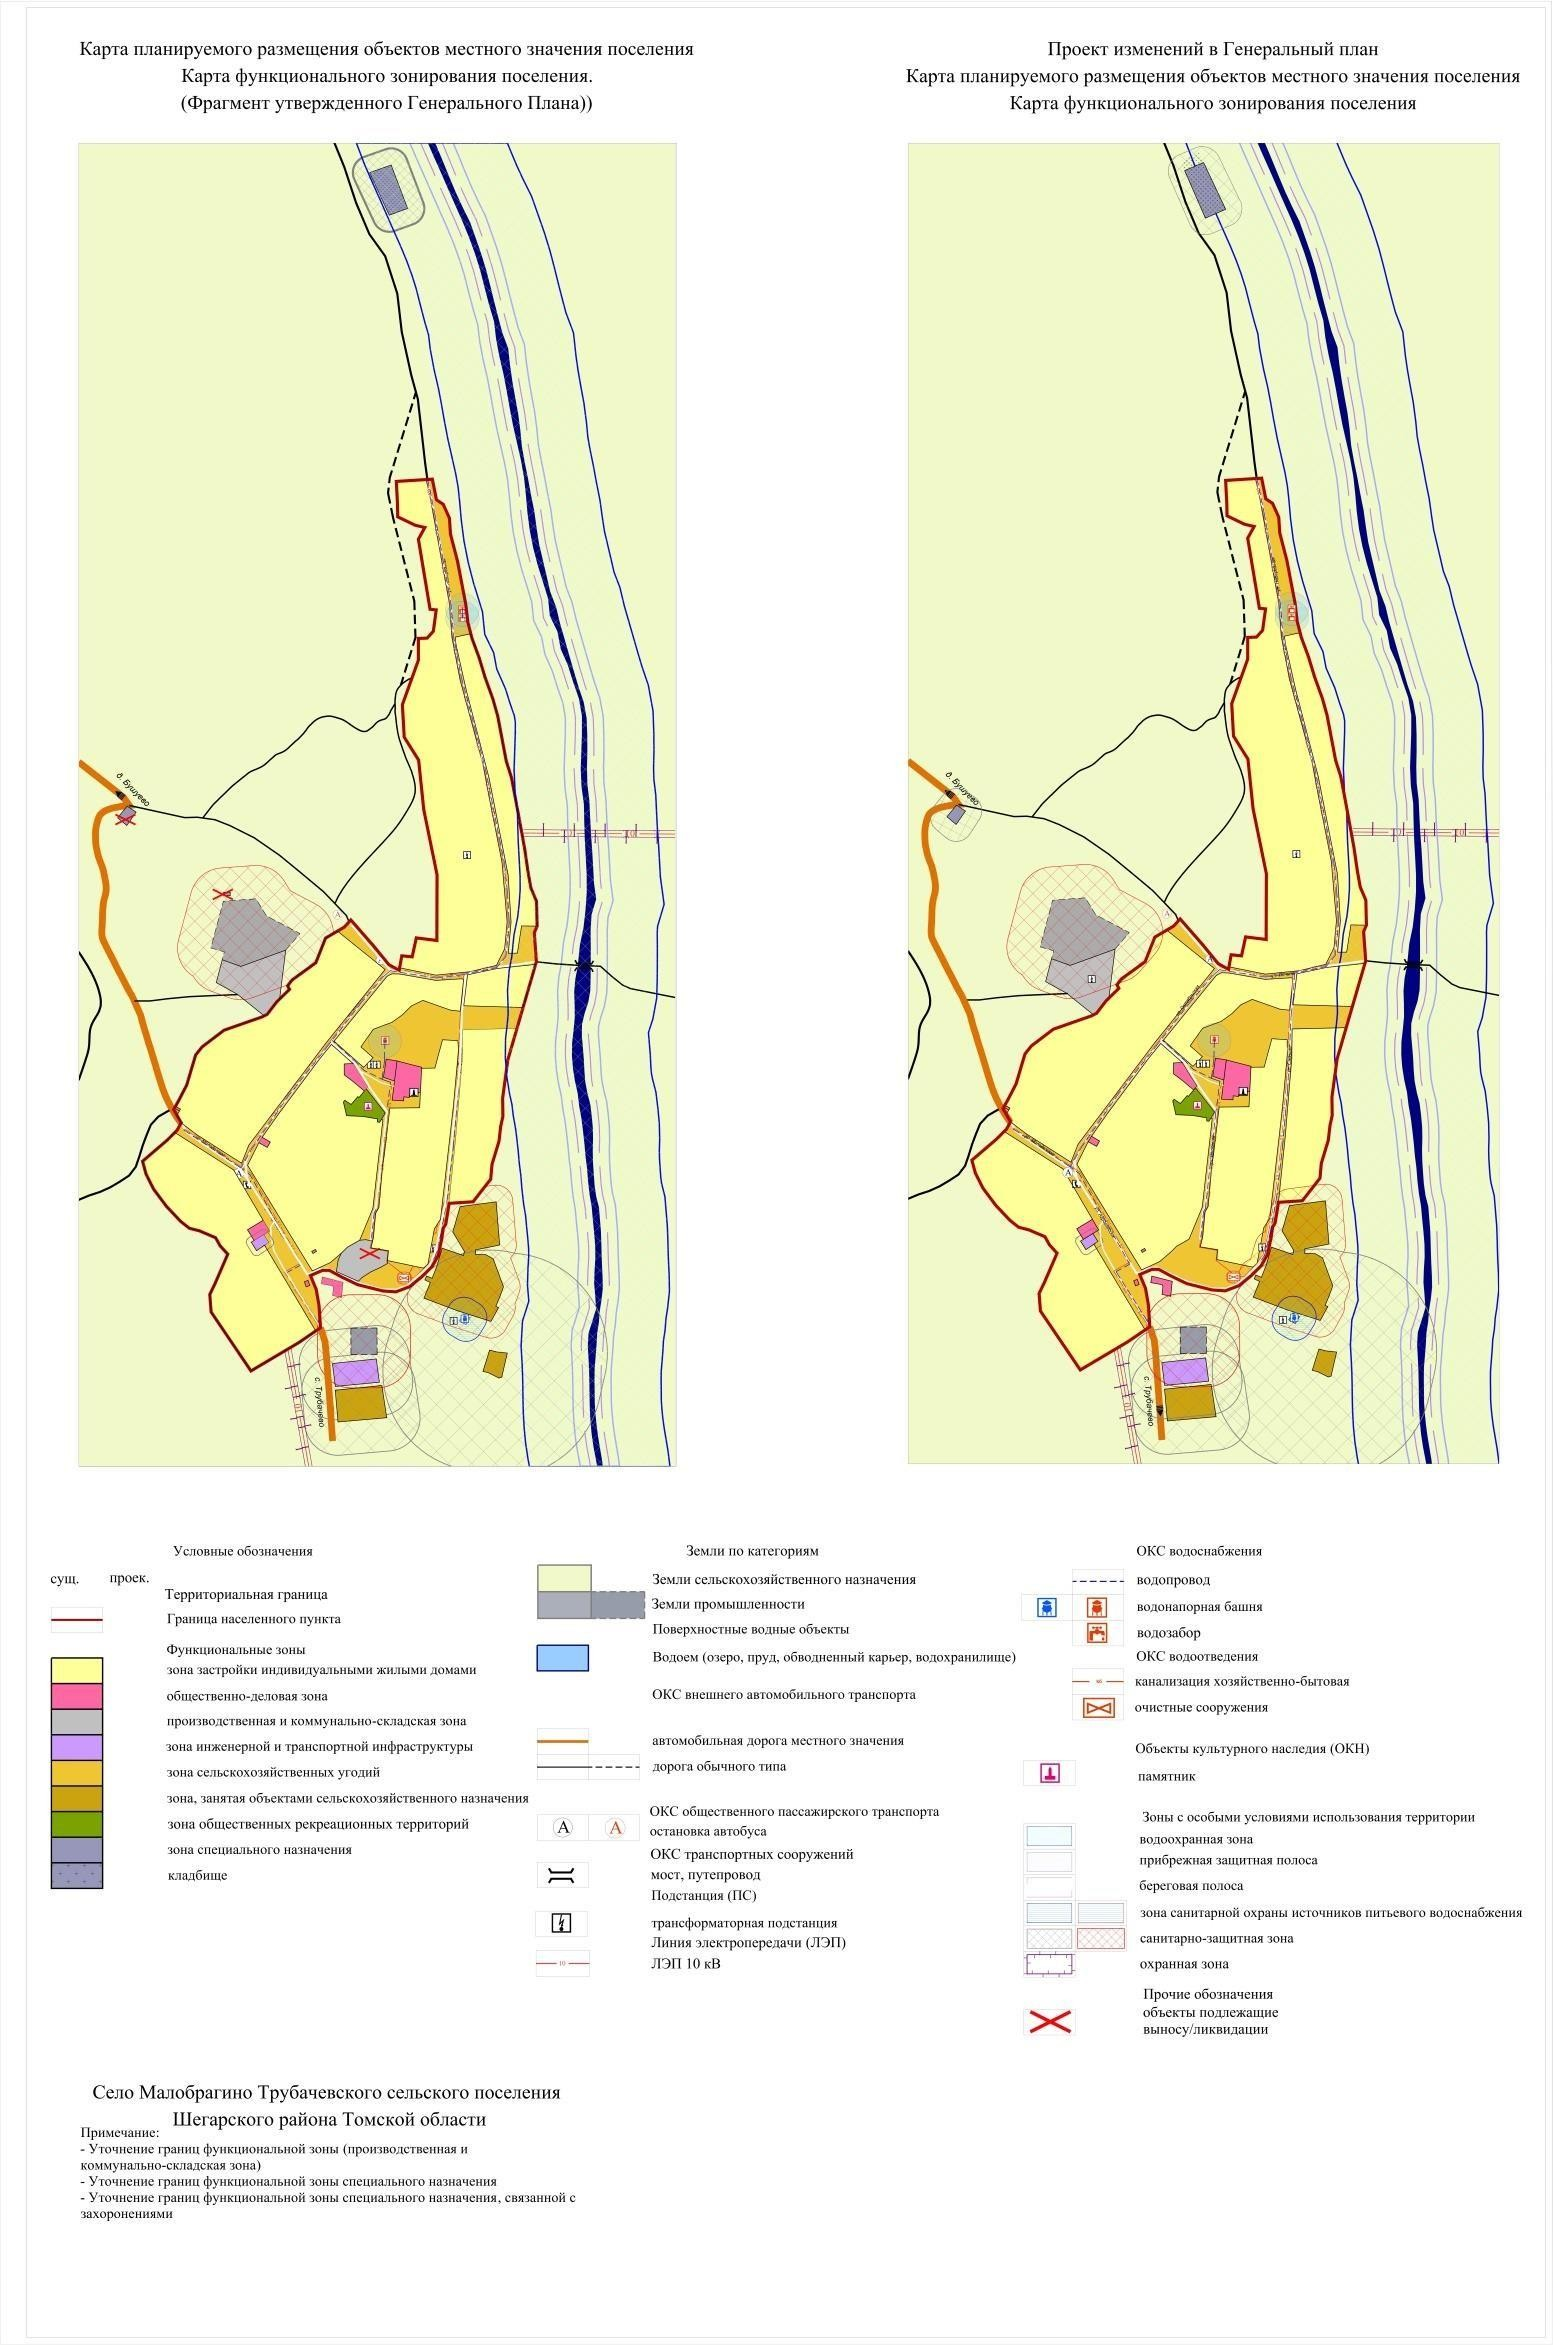 Карта планируемого размещения объектов местного значения поселения
Карта функционального зонирования поселения.
(Фрагмент утвержденного Генерального Плана))
Проект изменений в Генеральный план
Карта планируемого размещения объектов местного значения поселения
Карта функционального зонирования поселения
д. Бушуево
А
А
10
10
с. Трубачево
10
д. Бушуево
А
А
А
10
10
с. Трубачево
10
Условные обозначения
сущ. проек.
Территориальная граница
Граница населенного пункта
Функциональные зоны
зона застройки индивидуальными жилыми домами
общественно-деловая зона
производственная и коммунально-складская зона
зона инженерной и транспортной инфраструктуры
зона сельскохозяйственных угодий
зона, занятая объектами сельскохозяйственного назначения
зона общественных рекреационных территорий
зона специального назначения
кладбище
Земли по категориям
Земли сельскохозяйственного назначения
Земли промышленности
Поверхностные водные объекты
Водоем (озеро, пруд, обводненный карьер, водохранилище)
ОКС внешнего автомобильного транспорта
автомобильная дорога местного значения
дорога обычного типа
ОКС общественного пассажирского транспорта
А А остановка автобуса
ОКС транспортных сооружений
мост, путепровод
Подстанция (ПС)
трансформаторная подстанция
Линия электропередачи (ЛЭП)
10 ЛЭП 10 кВ
ОКС водоснабжения
водопровод
водонапорная башня
водозабор
ОКС водоотведения
канализация хозяйственно-бытовая
очистные сооружения
Объекты культурного наследия (ОКН)
памятник
Зоны с особыми условиями использования территории
водоохранная зона
прибрежная защитная полоса
береговая полоса
зона санитарной охраны источников питьевого водоснабжения
санитарно-защитная зона
охранная зона
Прочие обозначения
объекты подлежащие
выносу/ликвидации
Село Малобрагино Трубачевского сельского поселения
Шегарского района Томской области
Примечание:
- Уточнение границ функциональной зоны (производственная и
коммунально-складская зона)
- Уточнение границ функциональной зоны специального назначения
- Уточнение границ функциональной зоны специального назначения, связанной с
захоронениями